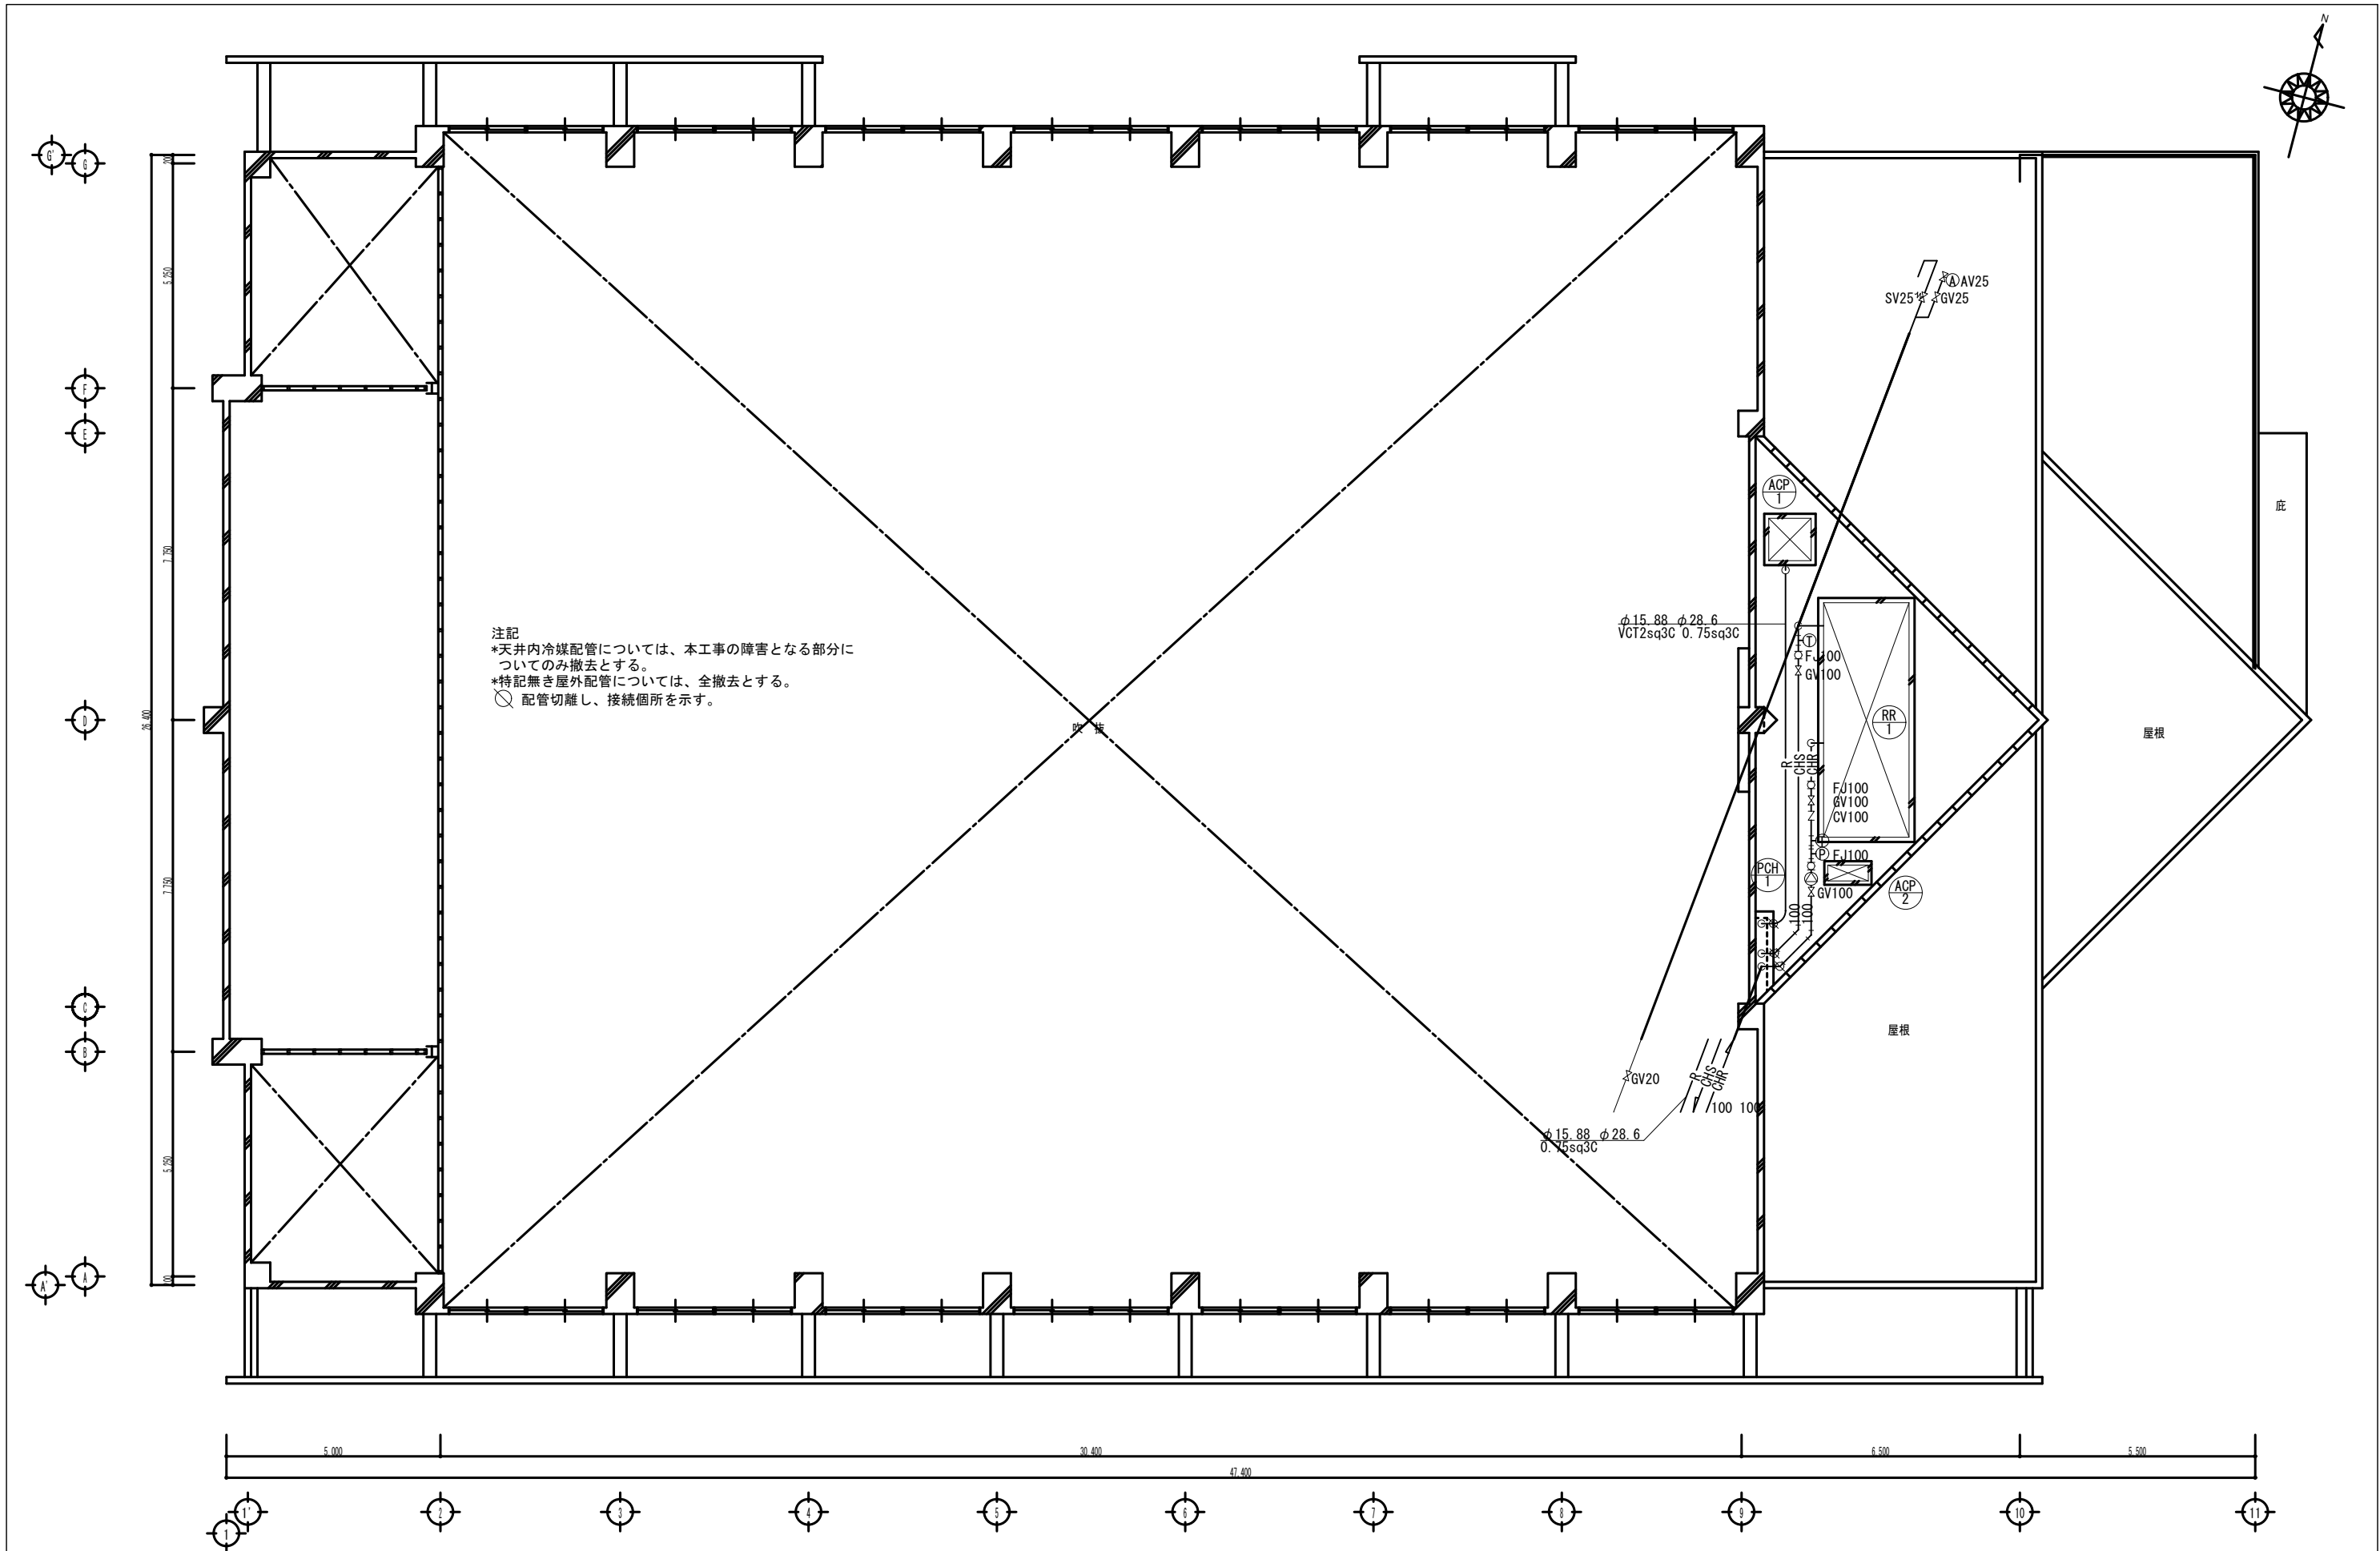 N
G'
G
F
E
D
C
B
A
A'
200
5,250
7,750
26,400
7,750
5,250
注記
*天井内冷媒配管については、本工事の障害となる部分に
ついてのみ撤去とする。
*特記無き屋外配管については、全撤去とする。
配管切離し、接続個所を示す。
吹 抜
A AV25
SV25
GV25
ACP
1
φ15.88 φ28.6
VCT2sq3C 0.75sq3C
T
FJ100
GV100
RR
1
R
CHS
CHR
FJ100
GV100
CV100
T
P FJ100
PCH
1
GV100
ACP
2
100
100
GV20
R
CHS
CHR
100 100
φ15.88 φ28.6
0.75sq3C
庇
屋根
屋根
5,000
30,400
6,500
5,500
47,400
1
1'
2
3
4
5
6
7
8
9
10
11